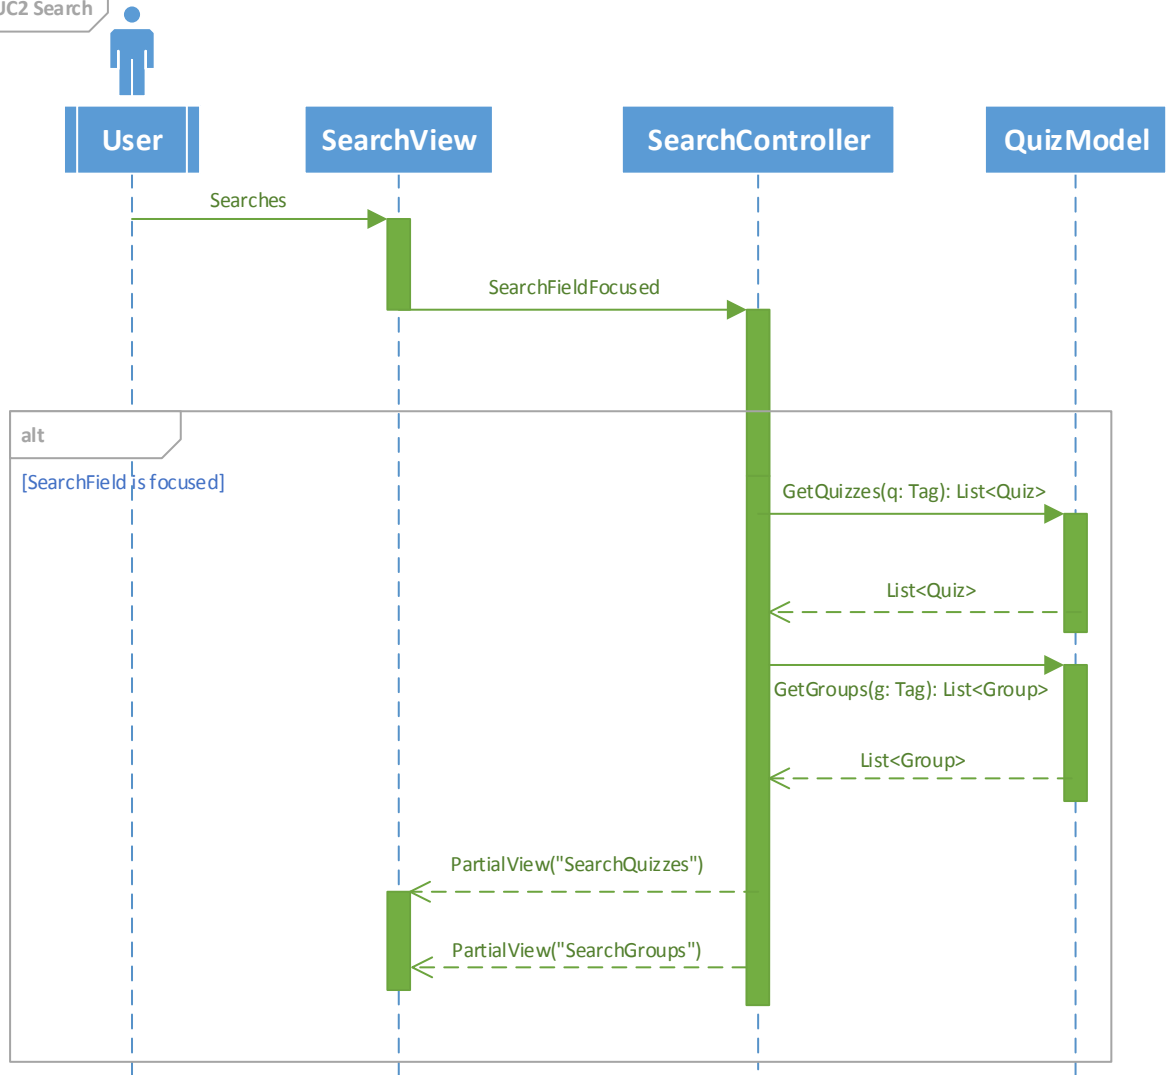 UC2 Search
User
SearchView
SearchController
QuizModel
Searches
SearchFieldFocused
alt
[SearchField is focused]
GetQuizzes(q: Tag): List<Quiz>
List<Quiz>
GetGroups(g: Tag): List<Group>
List<Group>
PartialView("SearchQuizzes")
PartialView("SearchGroups")